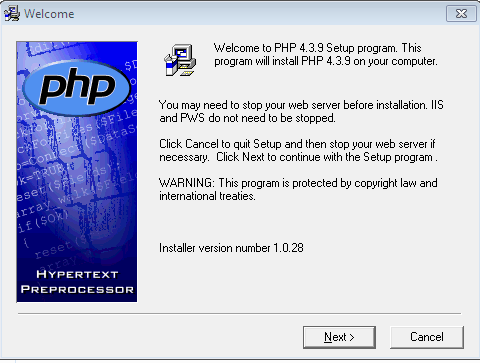 Welcome
Welcome to PHP 4.3.9 Setup program. This
program will install PHP 4.3.9 on your computer.
php
You may need to stop your web server before installation. IIS
and PWS do not need to be stopped.
Click Cancel to quit Setup and then stop your web server if
necessary. Click Next to continue with the Setup program .
WARNING: This program is protected by copyright law and
international treaties.
if($OK)
Installer version number 1.0.28
HYPERTEXT
PREPROCESSOR
Next >
Cancel